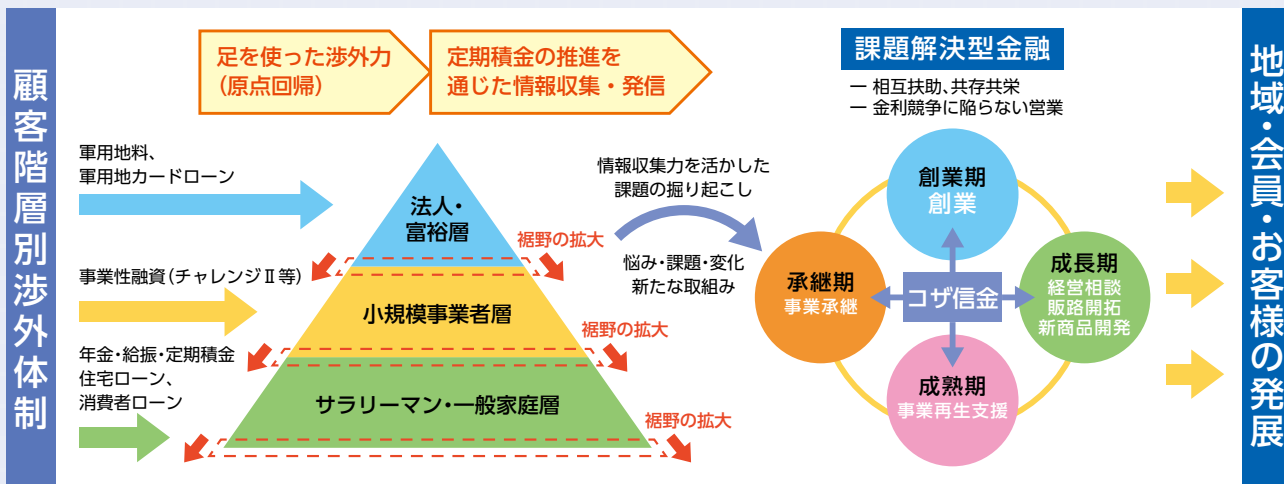 顧客階層別渉外体制
足を使った渉外力
(原点回帰)
定期積金の推進を
通じた情報収集・発信
軍用地料、
軍用地カードローン
事業性融資(チャレンジⅡ等)
年金・給振・定期積金
住宅ローン、
消費者ローン
法人・
富裕層
裾野の拡大
小規模事業者層
裾野の拡大
サラリーマン・一般家庭層
裾野の拡大
情報収集力を活かした
課題の掘り起こし
悩み・課題・変化
新たな取組み
課題解決型金融
ー 相互扶助、共存共栄
ー 金利競争に陥らない営業
創業期
創業
承継期
事業承継
コザ信金
成長期
経営相談
販路開拓
新商品開発
成熟期
事業再生支援
地域・会員・お客様の発展